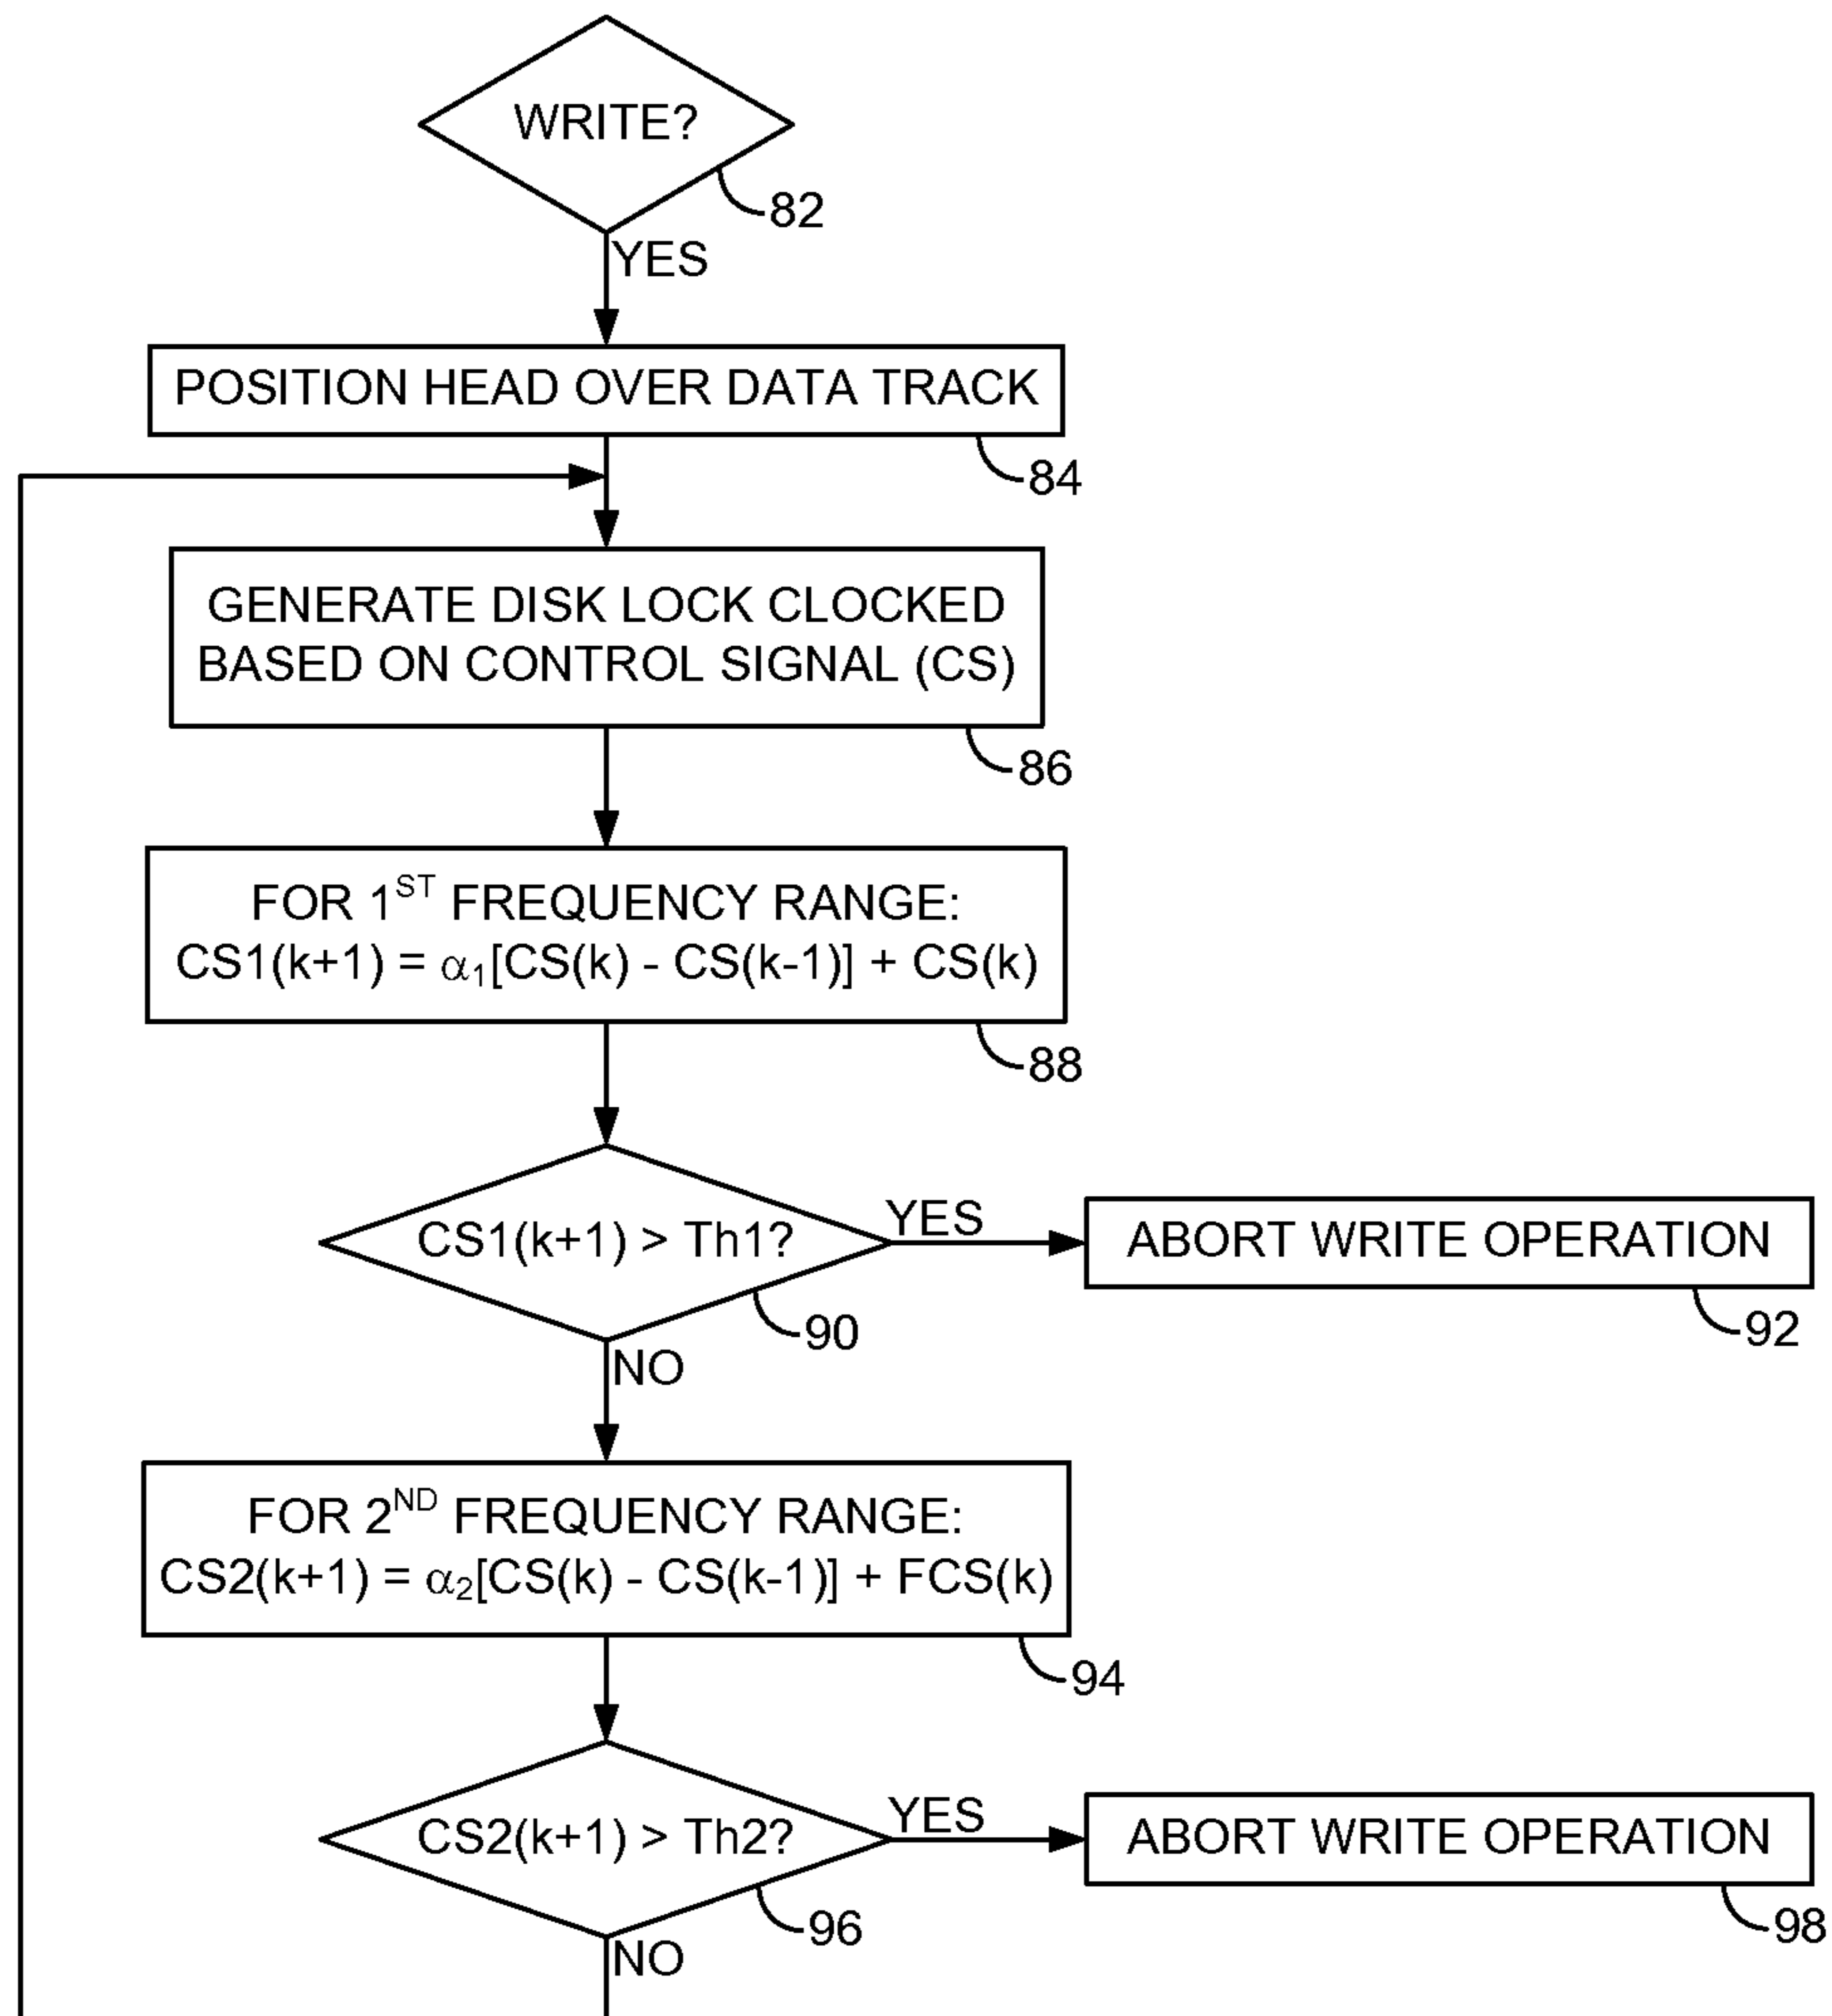 WRITE?
82
YES
POSITION HEAD OVER DATA TRACK
84
GENERATE DISK LOCK CLOCKED
BASED ON CONTROL SIGNAL (CS)
86
FOR 1ST FREQUENCY RANGE:
CS1(k+1) = α1[CS(k) - CS(k-1)] + CS(k)
88
CS1(k+1) > Th1?
YES
ABORT WRITE OPERATION
90
92
NO
FOR 2ND FREQUENCY RANGE:
CS2(k+1) = α2[CS(k) - CS(k-1)] + FCS(k)
94
CS2(k+1) > Th2?
YES
ABORT WRITE OPERATION
96
98
NO